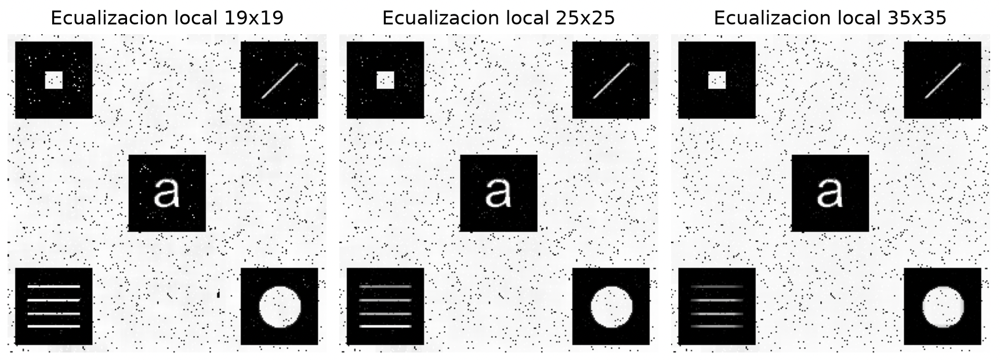 Ecualizacion local 19x19
Ecualizacion local 25x25
Ecualizacion local 35x35
a
a
a